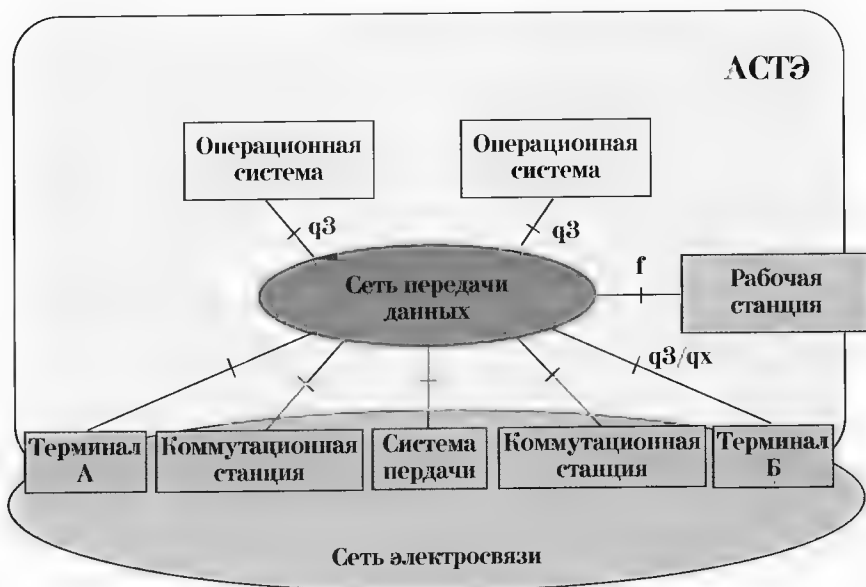 АСТЭ
Операционная
система
Операционная
система
q3
q3
Сеть передачи
данных
f
Рабочая
станция
q3/qx
Терминал
А
Коммутационная
станция
Система
пердачи
Коммутационная
станция
Терминал
Б
Сеть электросвязи